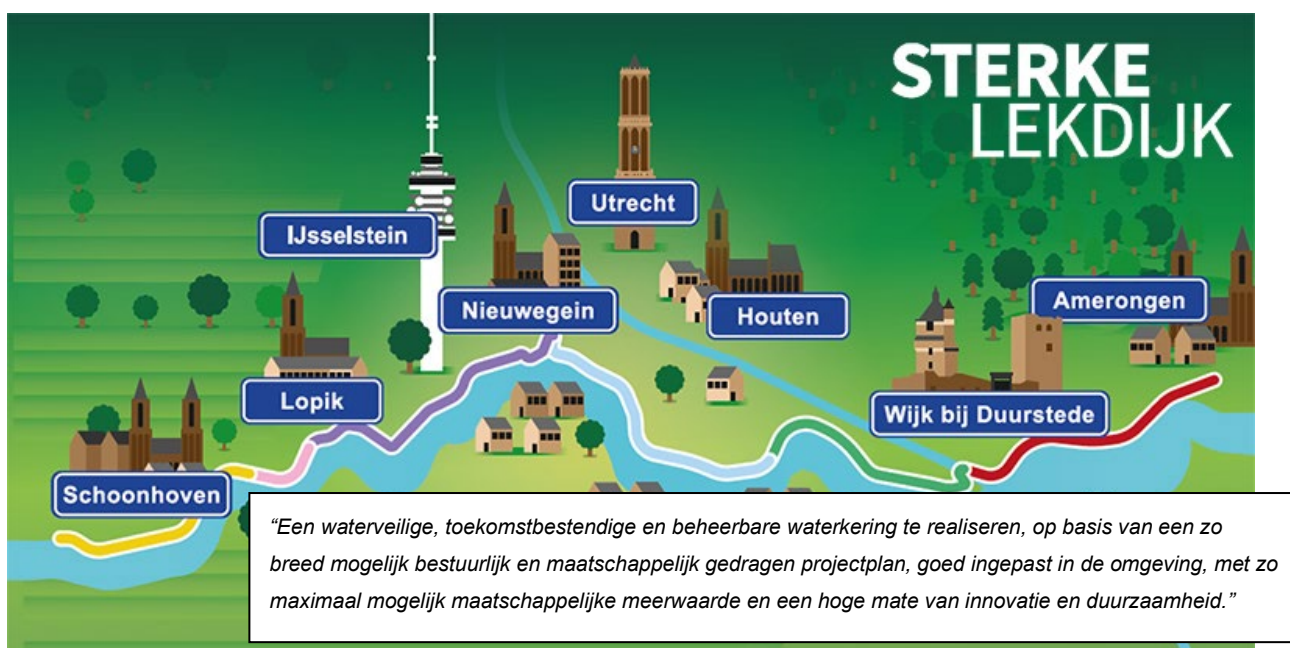 STERKE
LEKDIJK
Utrecht
IJsselstein
Nieuwegein
Houten
Amerongen
Lopik
Wijk bij Duurstede
Schoonhoven
“Een waterveilige, toekomstbestendige en beheerbare waterkering te realiseren, op basis van een zo
breed mogelijk bestuurlijk en maatschappelijk gedragen projectplan, goed ingepast in de omgeving, met zo
maximaal mogelijk maatschappelijke meerwaarde en een hoge mate van innovatie en duurzaamheid.”